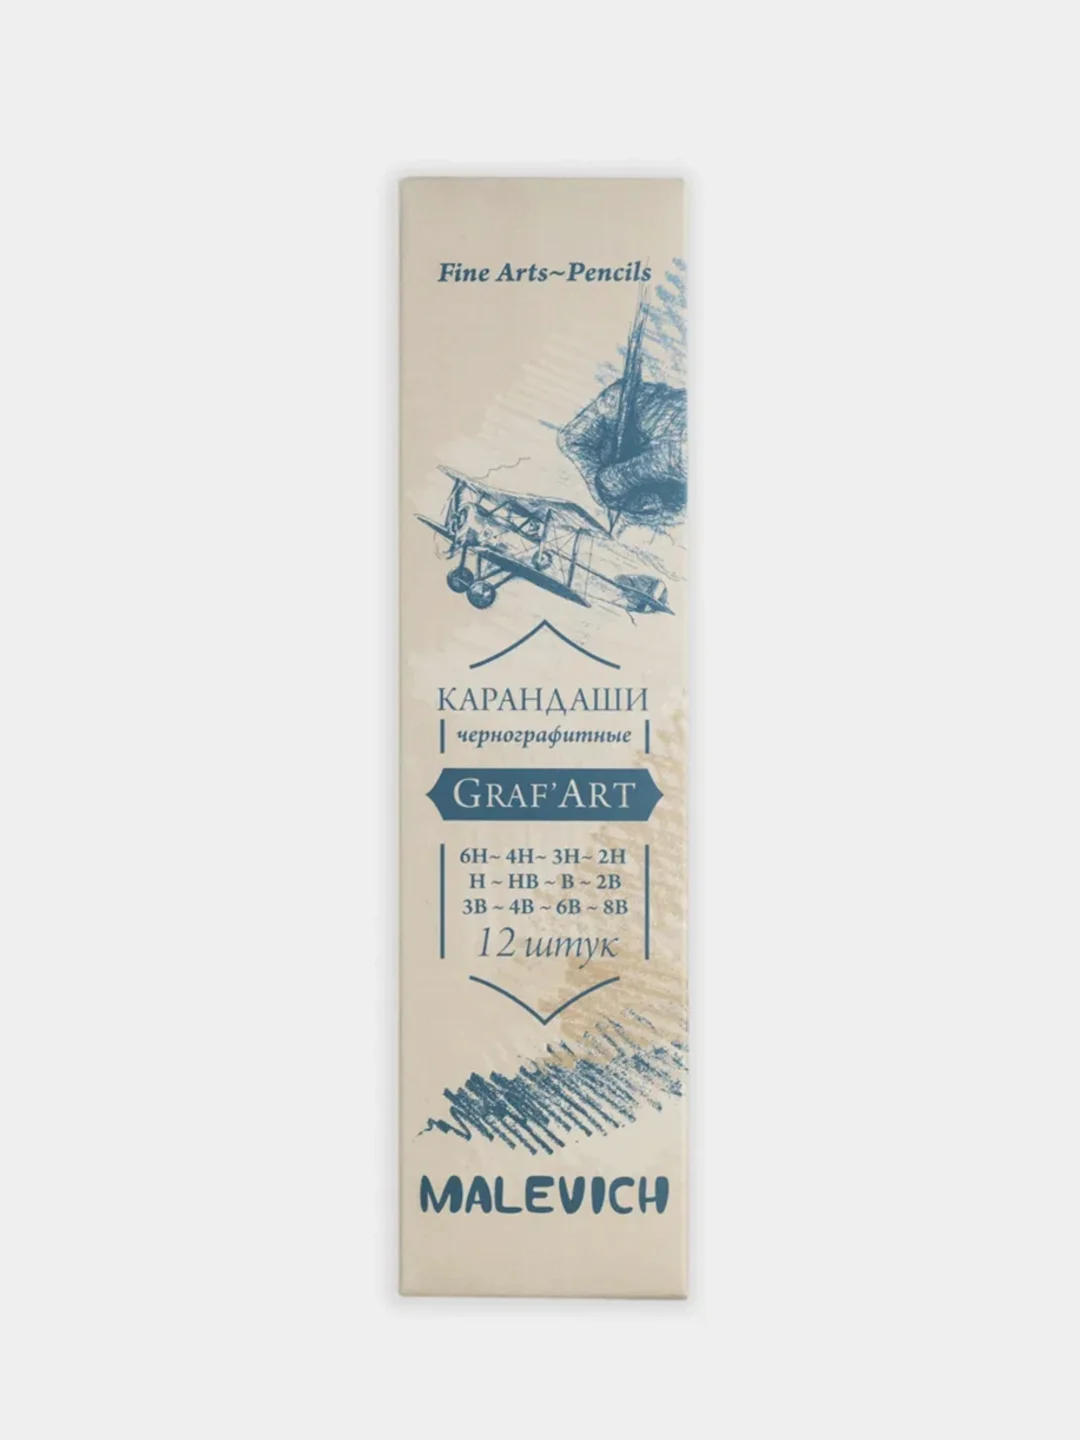 Fine Arts~Pencils
КАРАНДАШИ
чернографитные
GRAF'ART
6H~ 4H~ 3H~ 2H
H ~ HB ~ B ~ 2B
3B ~ 4B ~ 6B ~ 8B
12 штук
MALEVICH